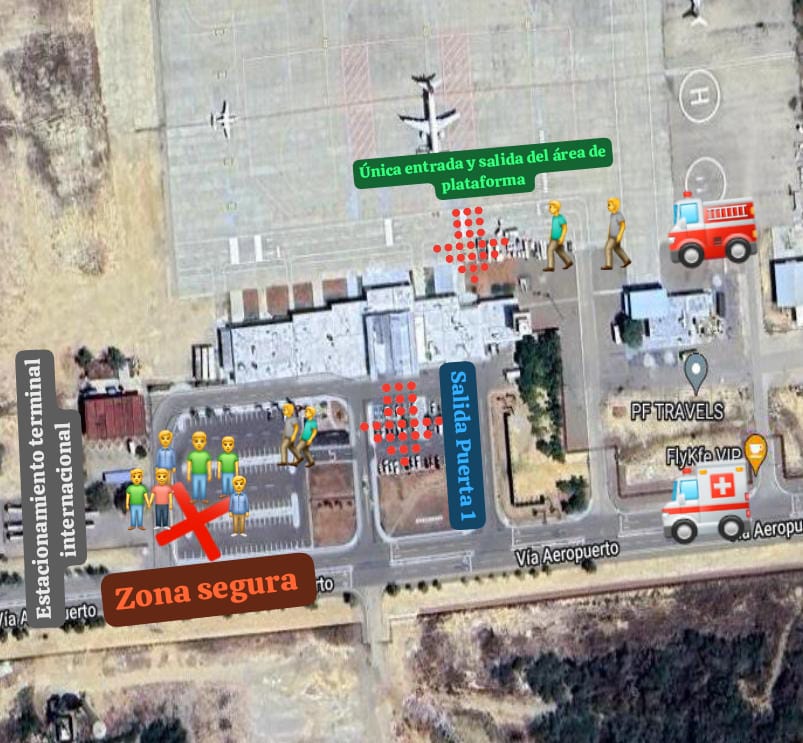 Única entrada y salida del área de
plataforma
H
Estacionamiento terminal
internacional
Salida Puerta 1
PF TRAVELS
FlyKfe VIP
Vía Aeropuerto
Zona segura